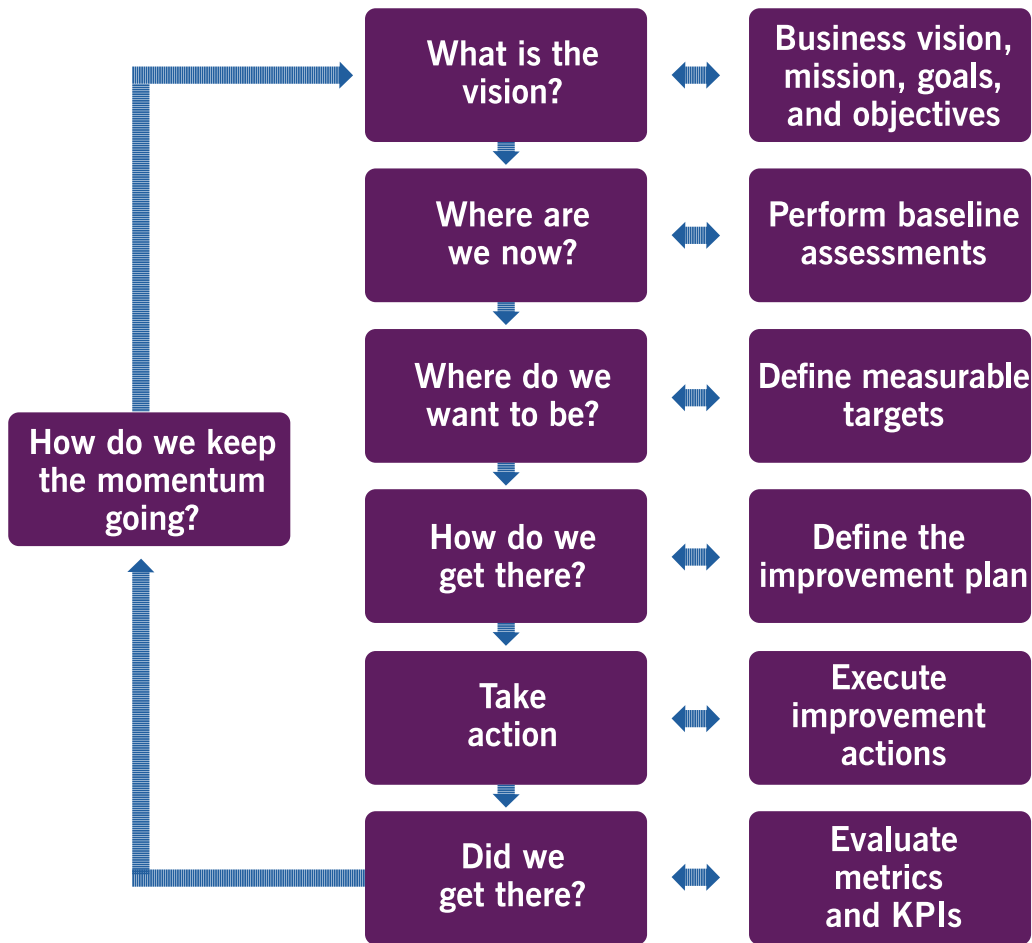 What is the
vision?
Business vision,
mission, goals,
and objectives
Where are
we now?
Perform baseline
assessments
Where do we
want to be?
Define measurable
targets
How do we keep
the momentum
going?
How do we
get there?
Define the
improvement plan
Take
action
Execute
improvement
actions
Did we
get there?
Evaluate
metrics
and KPIs